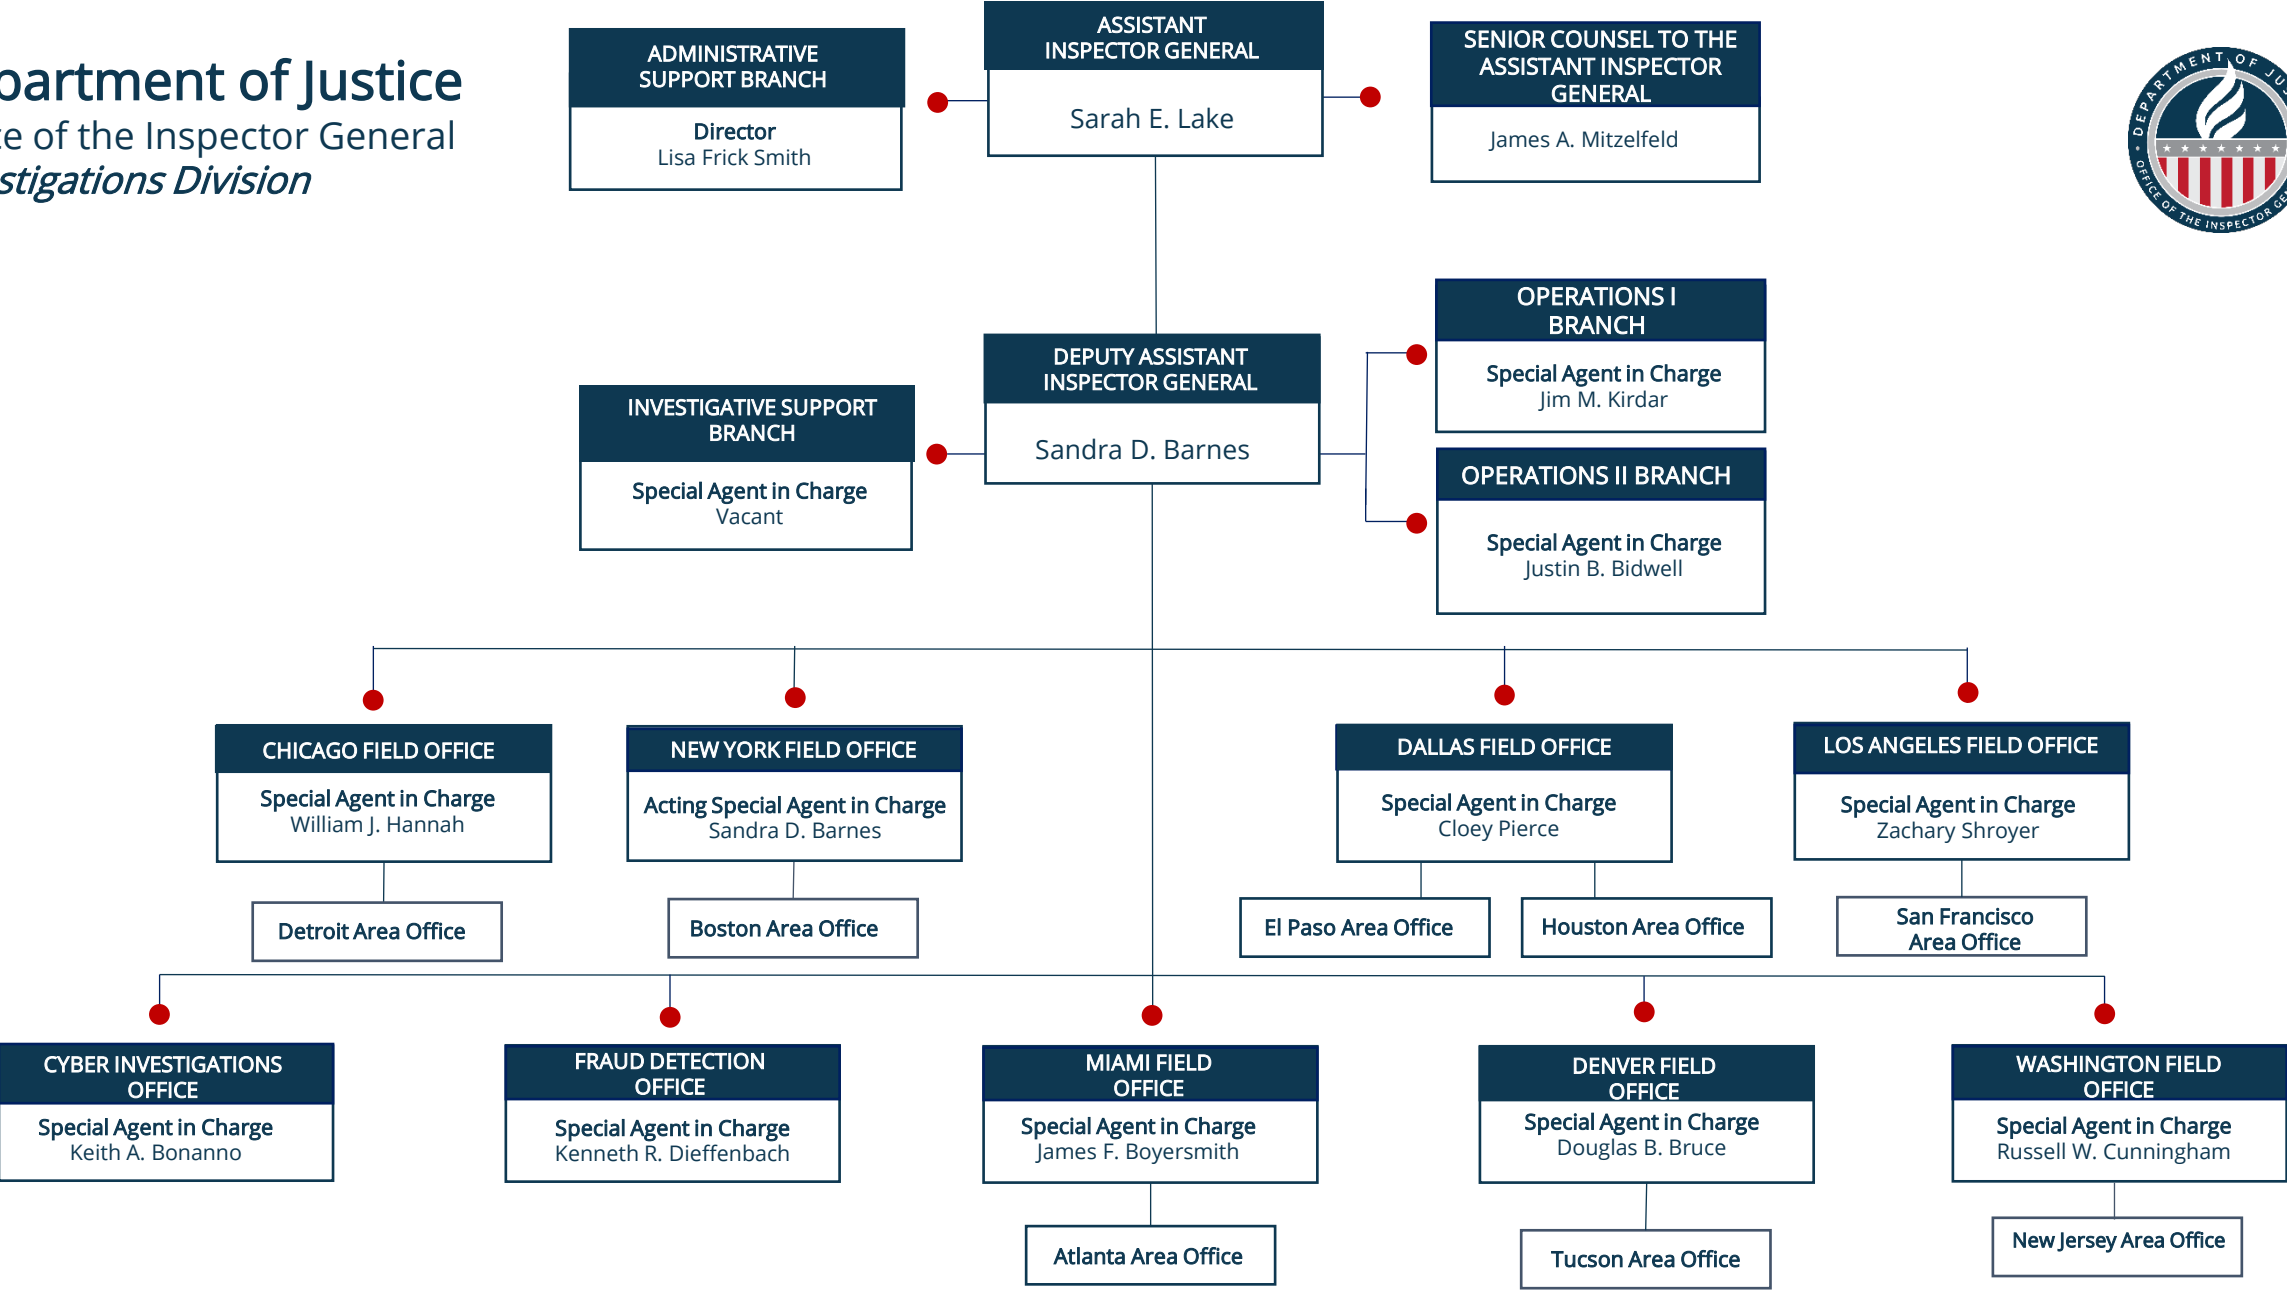 partment of Justice
e of the Inspector General
stigations Division
ADMINISTRATIVE
SUPPORT BRANCH
Director
Lisa Frick Smith
ASSISTANT
INSPECTOR GENERAL
Sarah E. Lake
SENIOR COUNSEL TO THE
ASSISTANT INSPECTOR
GENERAL
James A. Mitzelfeld
DEPARTMENT OF JUS
OFFICE OF THE INSPECTOR GE
INVESTIGATIVE SUPPORT
BRANCH
Special Agent in Charge
Vacant
DEPUTY ASSISTANT
INSPECTOR GENERAL
Sandra D. Barnes
OPERATIONS I
BRANCH
Special Agent in Charge
Jim M. Kirdar
OPERATIONS II BRANCH
Special Agent in Charge
Justin B. Bidwell
CHICAGO FIELD OFFICE
Special Agent in Charge
William J. Hannah
Detroit Area Office
NEW YORK FIELD OFFICE
Acting Special Agent in Charge
Sandra D. Barnes
Boston Area Office
DALLAS FIELD OFFICE
Special Agent in Charge
Cloey Pierce
El Paso Area Office
Houston Area Office
LOS ANGELES FIELD OFFICE
Special Agent in Charge
Zachary Shroyer
San Francisco
Area Office
CYBER INVESTIGATIONS
OFFICE
Special Agent in Charge
Keith A. Bonanno
FRAUD DETECTION
OFFICE
Special Agent in Charge
Kenneth R. Dieffenbach
MIAMI FIELD
OFFICE
Special Agent in Charge
James F. Boyersmith
Atlanta Area Office
DENVER FIELD
OFFICE
Special Agent in Charge
Douglas B. Bruce
Tucson Area Office
WASHINGTON FIELD
OFFICE
Special Agent in Charge
Russell W. Cunningham
New Jersey Area Office